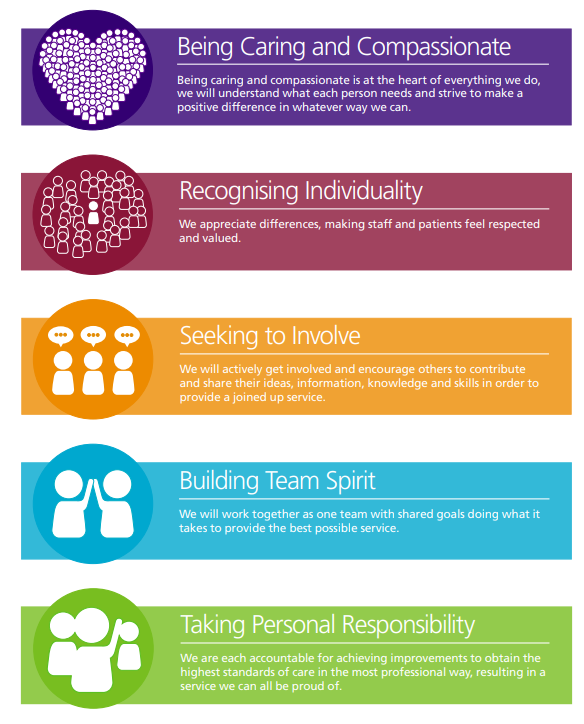 Being Caring and Compassionate
Being caring and compassionate is at the heart of everything we do,
we will understand what each person needs and strive to make a
positive difference in whatever way we can.
Recognising Individuality
We appreciate differences, making staff and patients feel respected
and valued.
Seeking to Involve
We will actively get involved and encourage others to contribute
and share their ideas, information, knowledge and skills in order to
provide a joined up service.
Building Team Spirit
We will work together as one team with shared goals doing what it
takes to provide the best possible service.
Taking Personal Responsibility
We are each accountable for achieving improvements to obtain the
highest standards of care in the most professional way, resulting in a
service we can all be proud of.